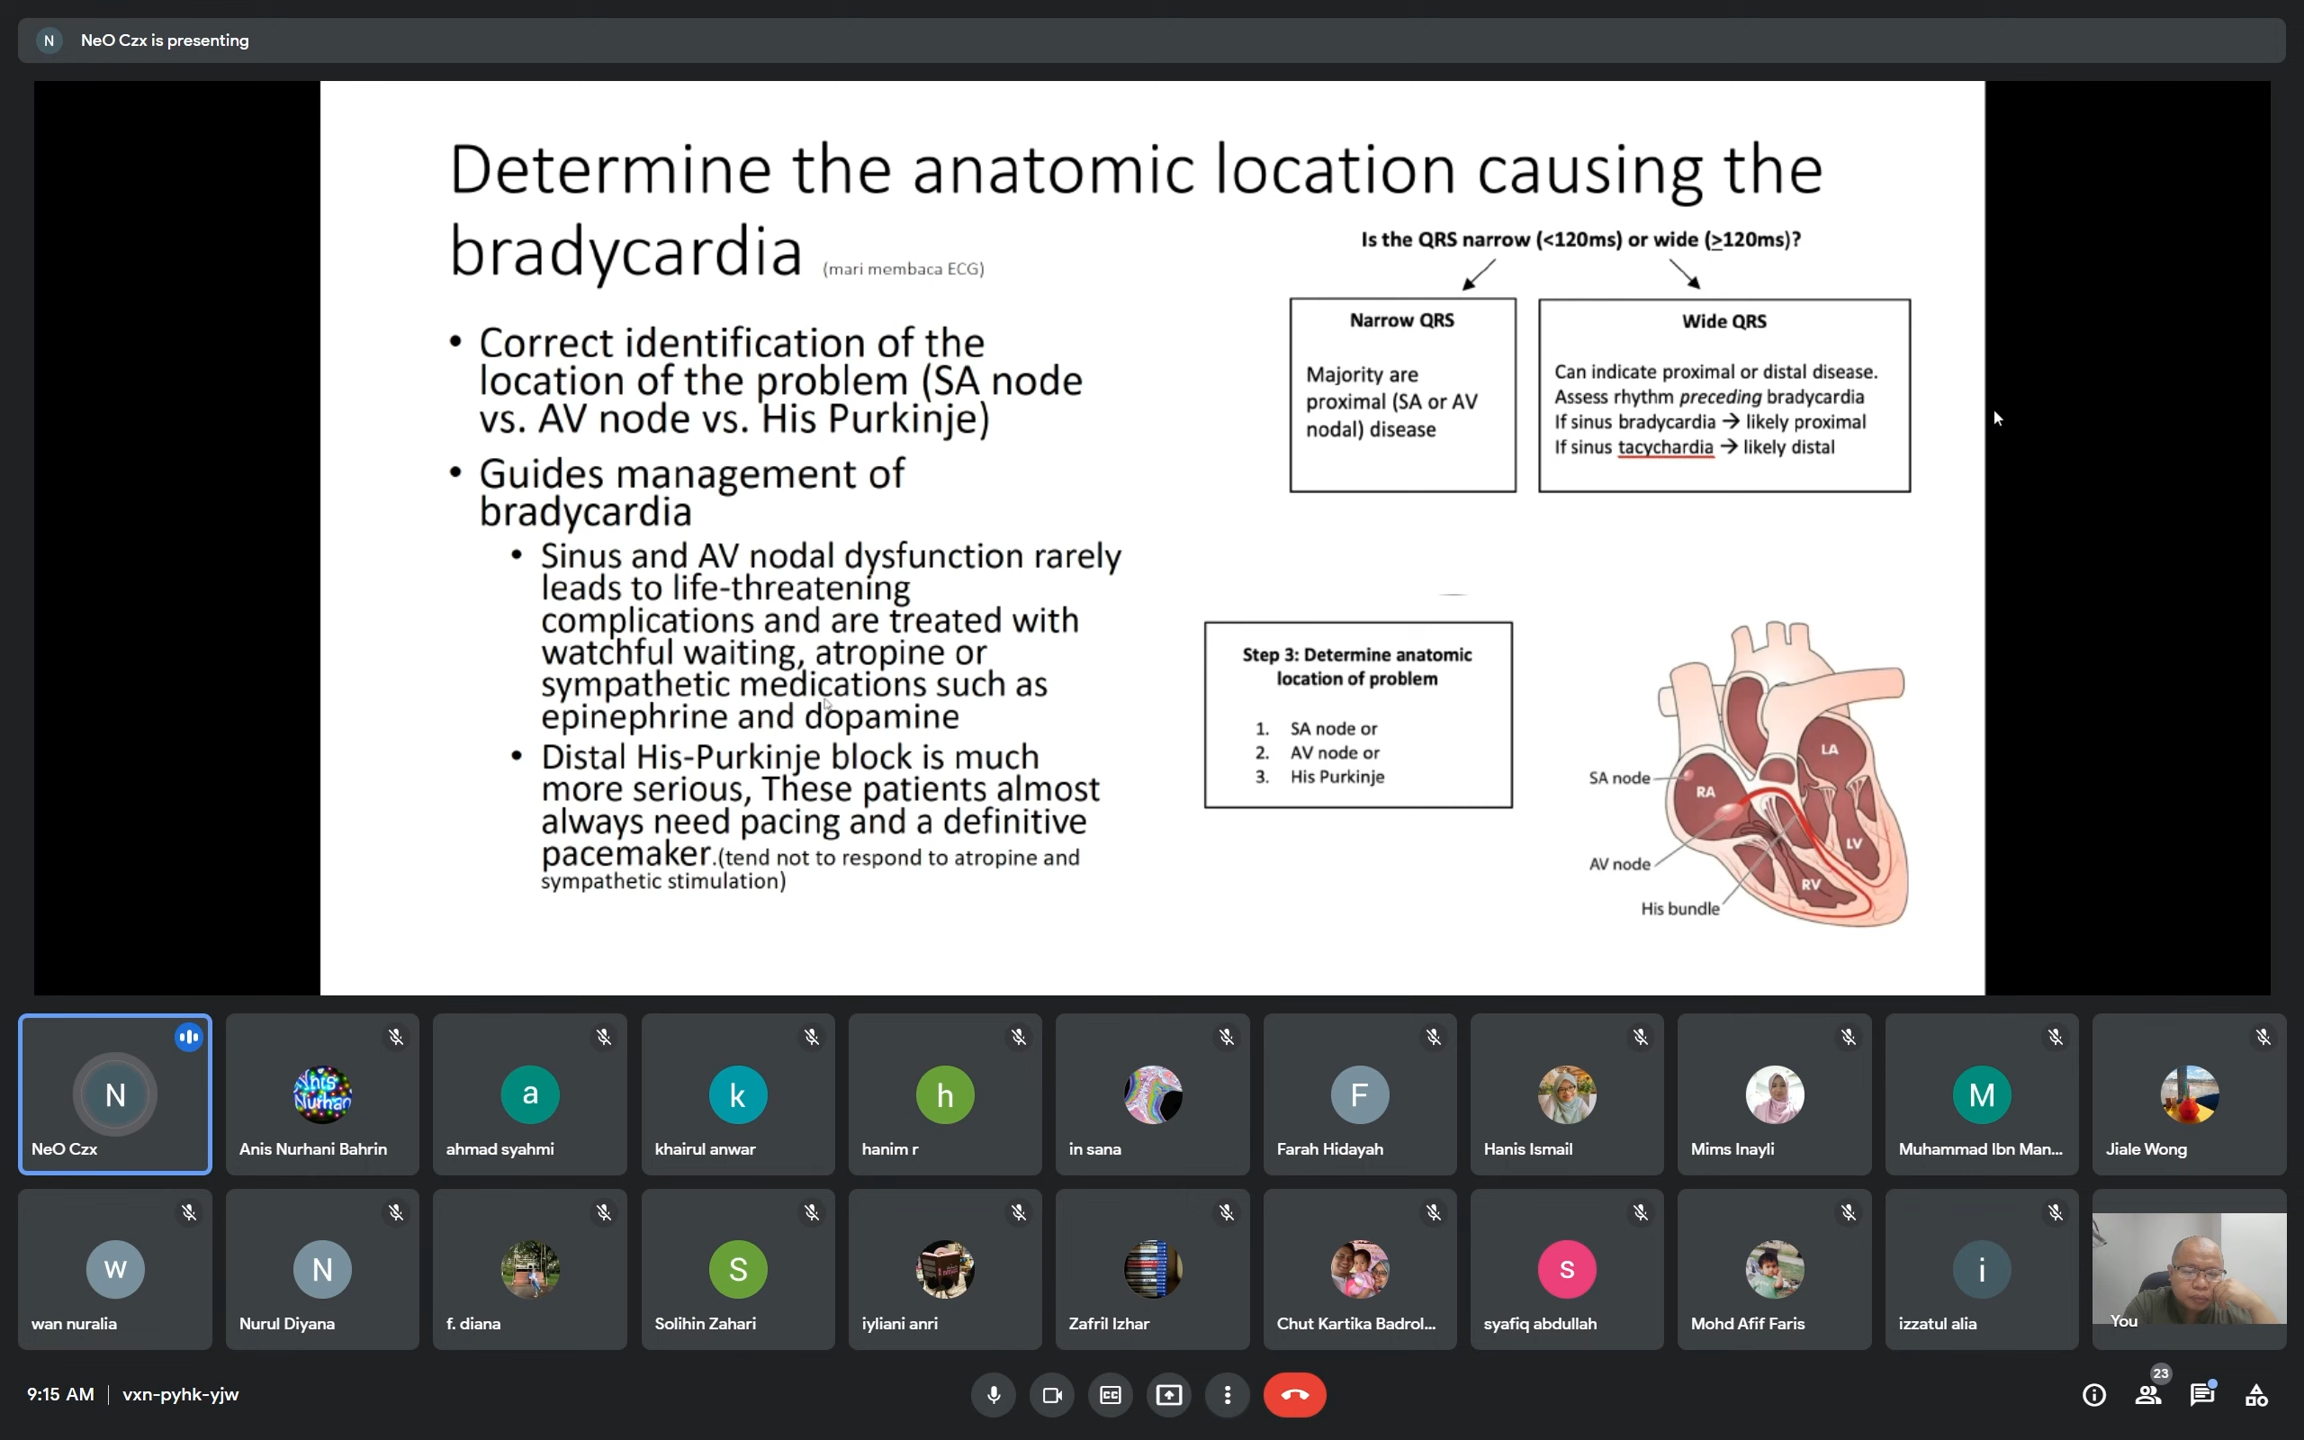 N NeO Czx is presenting
Determine the anatomic location causing the
bradycardia (mari membaca ECG)
• Correct identification of the
location of the problem (SA node
vs. AV node vs. His Purkinje)
• Guides management of
bradycardia
• Sinus and AV nodal dysfunction rarely
leads to life-threatening
complications and are treated with
watchful waiting, atropine or
sympathetic medications such as
epinephrine and dopamine
• Distal His-Purkinje block is much
more serious, These patients almost
always need pacing and a definitive
pacemaker.(tend not to respond to atropine and
sympathetic stimulation)
Is the QRS narrow (<120ms) or wide (≥120ms)?
Narrow QRS
Majority are
proximal (SA or AV
nodal) disease
Wide QRS
Can indicate proximal or distal disease.
Assess rhythm preceding bradycardia
If sinus bradycardia → likely proximal
If sinus tacychardia → likely distal
Step 3: Determine anatomic
location of problem
1. SA node or
2. AV node or
3. His Purkinje
LA
SA node
RA
LV
AV node
RV
His bundle
N a k h F M
NeO Czx
Anis Nurhani Bahrin
ahmad syahmi
khairul anwar
hanim r
in sana
Farah Hidayah
Hanis Ismail
Mims Inayli
Muhammad Ibn Man...
Jiale Wong
w N S s i
wan nuralia
Nurul Diyana
f. diana
Solihin Zahari
iyliani anri
Zafril Izhar
Chut Kartika Badrol...
syafiq abdullah
Mohd Afif Faris
izzatul alia
You
9:15 AM | vxn-pyhk-yjw
CC
23